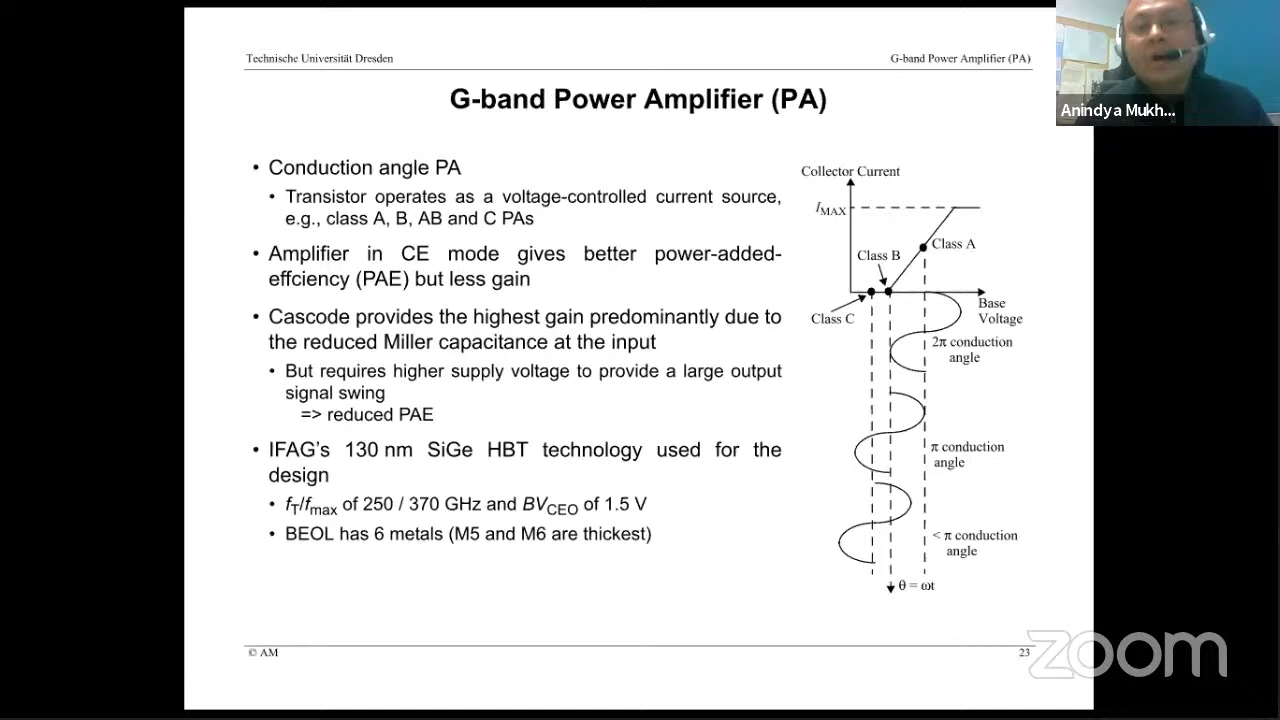 Technische Universität Dresden
G-band Power Amplifier (PA)
G-band Power Amplifier (PA)
Anindya Mukh...
• Conduction angle PA
• Transistor operates as a voltage-controlled current source,
e.g., class A, B, AB and C PAs
• Amplifier in CE mode gives better power-added-
effciency (PAE) but less gain
• Cascode provides the highest gain predominantly due to
the reduced Miller capacitance at the input
• But requires higher supply voltage to provide a large output
signal swing
=> reduced PAE
• IFAG's 130 nm SiGe HBT technology used for the
design
• fT/fmax of 250 / 370 GHz and BVCEO of 1.5 V
• BEOL has 6 metals (M5 and M6 are thickest)
Collector Current
IMAX
Class A
Class B
Class C
Base
Voltage
2π conduction
angle
π conduction
angle
< π conduction
angle
θ = ωt
© AM
23
zoom